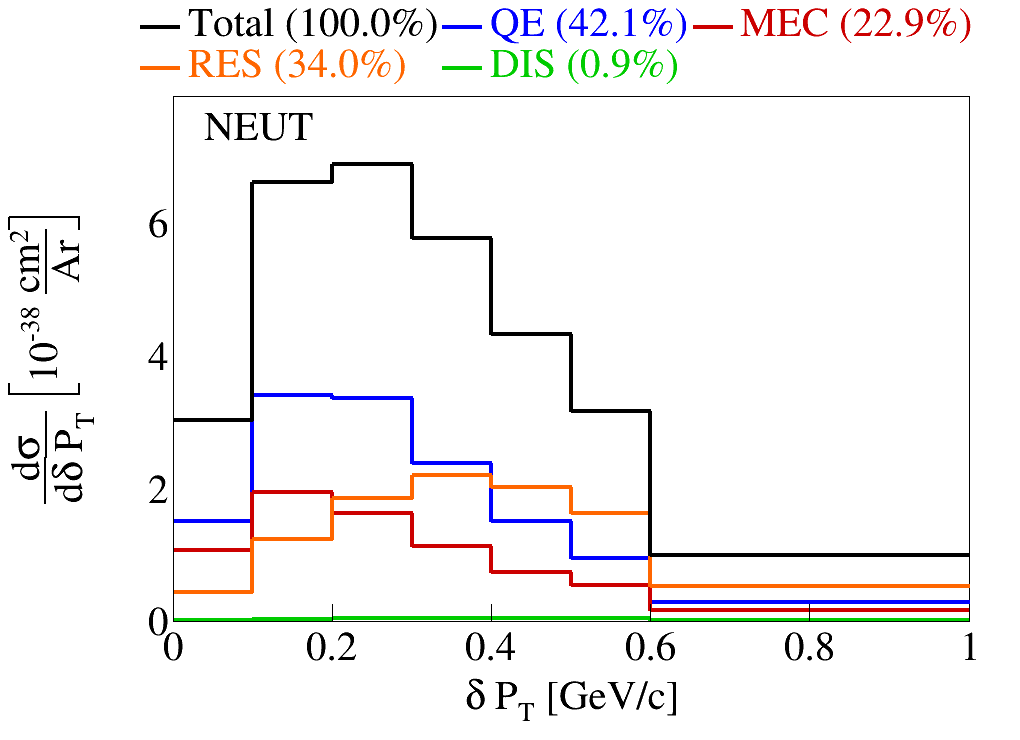 Total (100.0%) QE (42.1%) MEC (22.9%)
RES (34.0%) DIS (0.9%)
NEUT
dσ/dδ P_T [10^-38 cm²/Ar]
6
4
2
0
0 0.2 0.4 0.6 0.8 1
δ P_T [GeV/c]